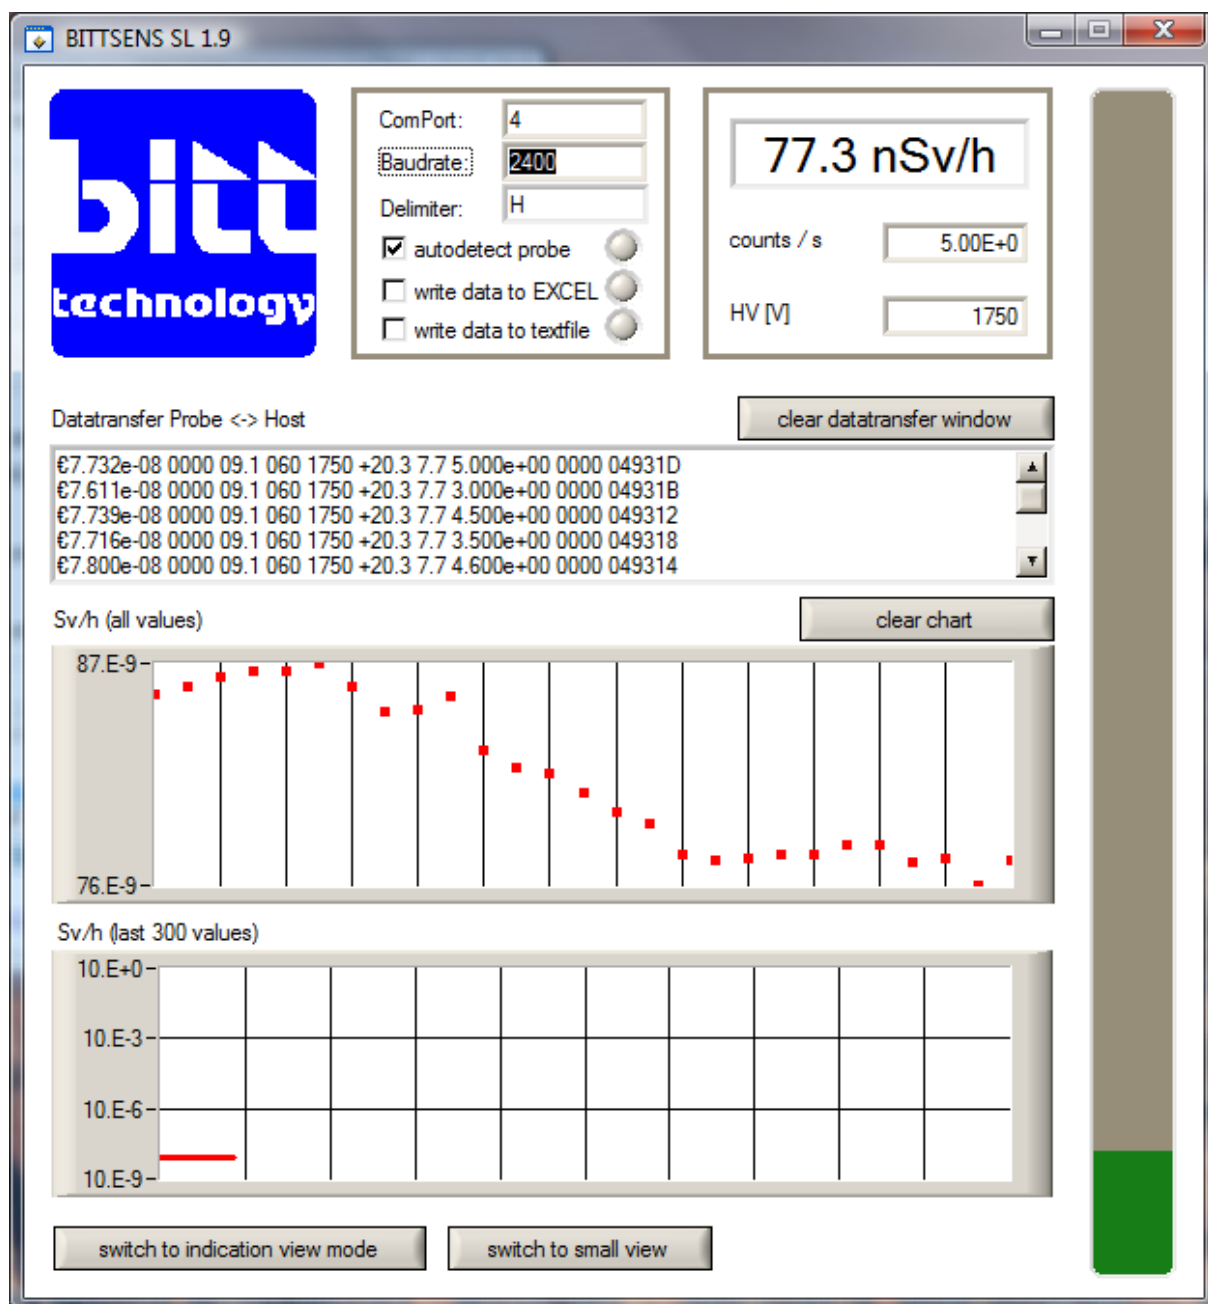 BITTSENS SL 1.9
bitt
technology
ComPort: 4
Baudrate: 2400
Delimiter: H
autodetect probe
write data to EXCEL
write data to textfile
77.3 nSv/h
counts / s 5.00E+0
HV [V] 1750
Datatransfer Probe <-> Host
clear datatransfer window
€7.732e-08 0000 09.1 060 1750 +20.3 7.7 5.000e+00 0000 04931D
€7.611e-08 0000 09.1 060 1750 +20.3 7.7 3.000e+00 0000 04931B
€7.739e-08 0000 09.1 060 1750 +20.3 7.7 4.500e+00 0000 049312
€7.716e-08 0000 09.1 060 1750 +20.3 7.7 3.500e+00 0000 049318
€7.800e-08 0000 09.1 060 1750 +20.3 7.7 4.600e+00 0000 049314
Sv/h (all values)
clear chart
87.E-9
76.E-9
Sv/h (last 300 values)
10.E+0
10.E-3
10.E-6
10.E-9
switch to indication view mode
switch to small view